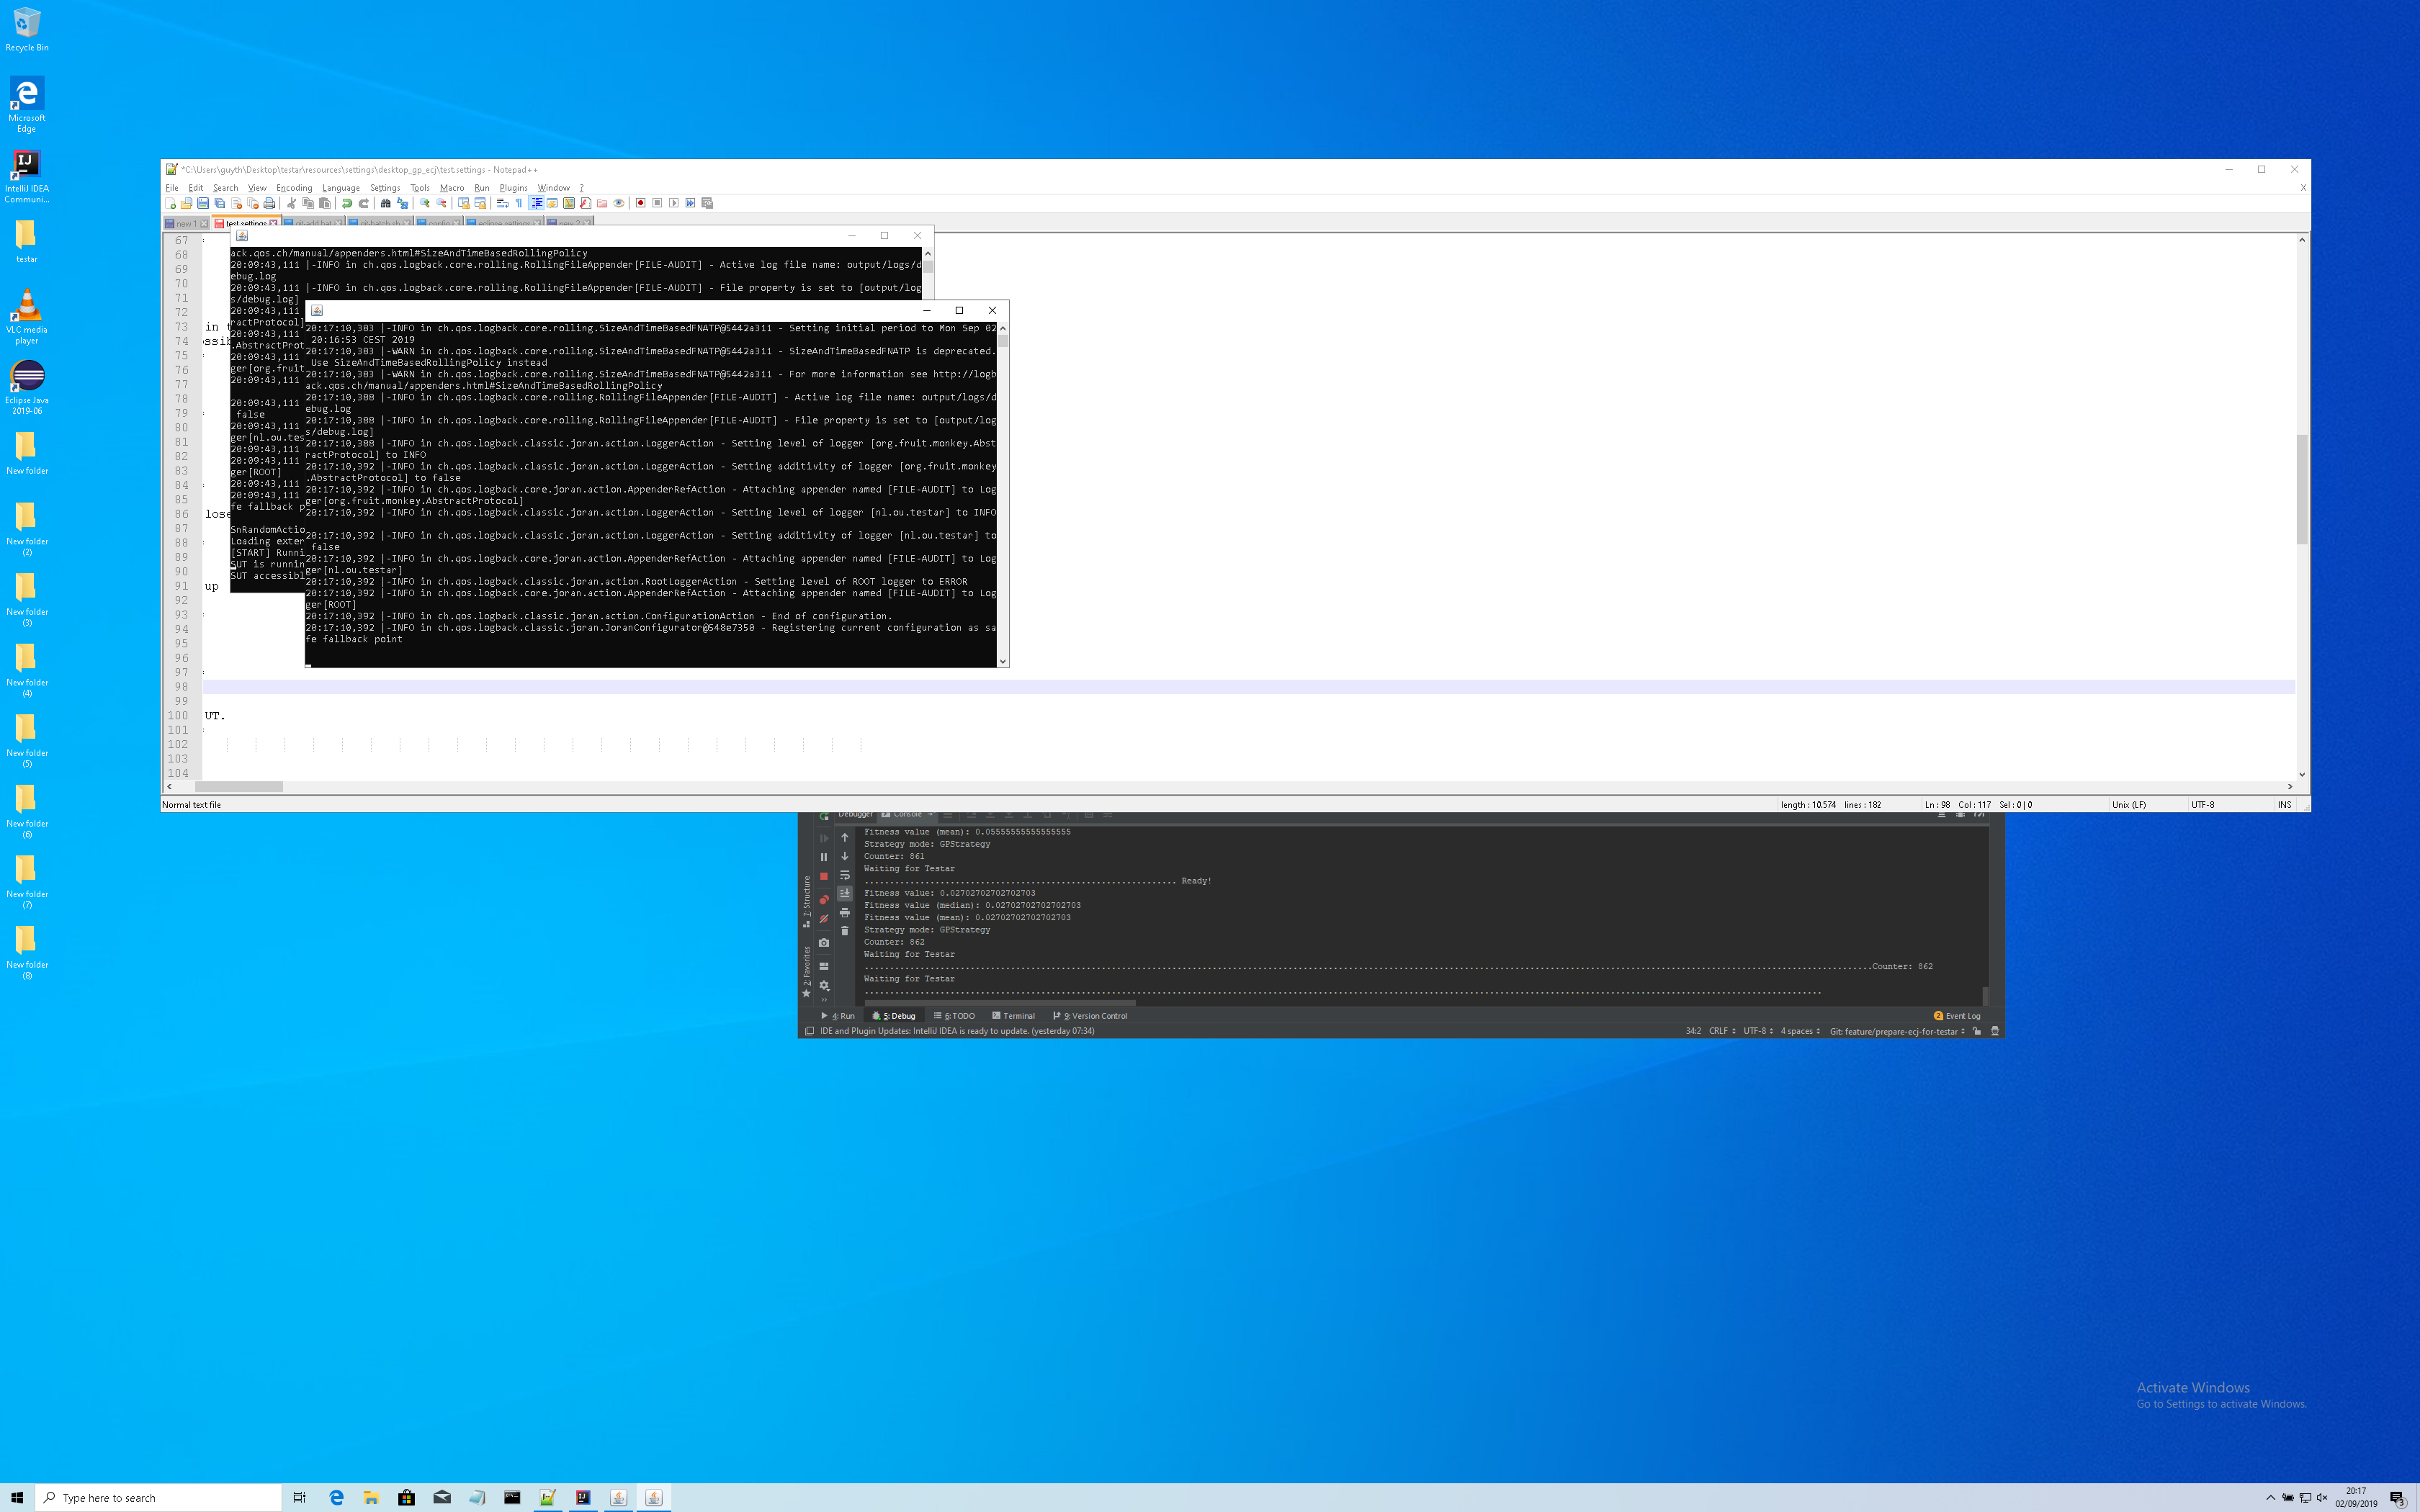 Recycle Bin
Microsoft
Edge
IntelliJ IDEA
Communi...
testar
VLC media
player
Eclipse Java
2019-06
New folder
New folder
(2)
New folder
(3)
New folder
(4)
New folder
(5)
New folder
(6)
New folder
(7)
New folder
(8)
*C:\Users\guyth\Desktop\testar\resources\settings\desktop_gp_ecj\test.settings - Notepad++
File Edit Search View Encoding Language Settings Tools Macro Run Plugins Window ?
X
new 1 test.settings git-add.bat git-batch.sh config eclipse.settings new 2
67
68
69
70
71
72
73 in t
74 ossib
75
76
77
78
79
80
81
82
83
84
85
86 lose
87
88
89
90
91 up
92
93
94
95
96
97
98
99
100 UT.
101
102
103
104
ack.qos.ch/manual/appenders.html#SizeAndTimeBasedRollingPolicy
20:09:43,111 |-INFO in ch.qos.logback.core.rolling.RollingFileAppender[FILE-AUDIT] - Active log file name: output/logs/d
ebug.log
20:09:43,111 |-INFO in ch.qos.logback.core.rolling.RollingFileAppender[FILE-AUDIT] - File property is set to [output/log
s/debug.log]
20:09:43,111
ractProtocol]
20:09:43,111
.AbstractProt
20:09:43,111
ger[org.fruit
20:09:43,111
20:09:43,111
false
20:09:43,111
ger[nl.ou.tes
20:09:43,111
20:09:43,111
ger[ROOT]
20:09:43,111
20:09:43,111
fe fallback p
SnRandomActio
Loading exter
[START] Runni
SUT is runnin
SUT accessibl
20:17:10,383 |-INFO in ch.qos.logback.core.rolling.SizeAndTimeBasedFNATP@5442a311 - Setting initial period to Mon Sep 02
20:16:53 CEST 2019
20:17:10,383 |-WARN in ch.qos.logback.core.rolling.SizeAndTimeBasedFNATP@5442a311 - SizeAndTimeBasedFNATP is deprecated.
Use SizeAndTimeBasedRollingPolicy instead
20:17:10,383 |-WARN in ch.qos.logback.core.rolling.SizeAndTimeBasedFNATP@5442a311 - For more information see http://logb
ack.qos.ch/manual/appenders.html#SizeAndTimeBasedRollingPolicy
20:17:10,388 |-INFO in ch.qos.logback.core.rolling.RollingFileAppender[FILE-AUDIT] - Active log file name: output/logs/d
ebug.log
20:17:10,388 |-INFO in ch.qos.logback.core.rolling.RollingFileAppender[FILE-AUDIT] - File property is set to [output/log
s/debug.log]
20:17:10,388 |-INFO in ch.qos.logback.classic.joran.action.LoggerAction - Setting level of logger [org.fruit.monkey.Abst
ractProtocol] to INFO
20:17:10,392 |-INFO in ch.qos.logback.classic.joran.action.LoggerAction - Setting additivity of logger [org.fruit.monkey
.AbstractProtocol] to false
20:17:10,392 |-INFO in ch.qos.logback.core.joran.action.AppenderRefAction - Attaching appender named [FILE-AUDIT] to Log
ger[org.fruit.monkey.AbstractProtocol]
20:17:10,392 |-INFO in ch.qos.logback.classic.joran.action.LoggerAction - Setting level of logger [nl.ou.testar] to INFO
20:17:10,392 |-INFO in ch.qos.logback.classic.joran.action.LoggerAction - Setting additivity of logger [nl.ou.testar] to
false
20:17:10,392 |-INFO in ch.qos.logback.core.joran.action.AppenderRefAction - Attaching appender named [FILE-AUDIT] to Log
ger[nl.ou.testar]
20:17:10,392 |-INFO in ch.qos.logback.classic.joran.action.RootLoggerAction - Setting level of ROOT logger to ERROR
20:17:10,392 |-INFO in ch.qos.logback.core.joran.action.AppenderRefAction - Attaching appender named [FILE-AUDIT] to Log
ger[ROOT]
20:17:10,392 |-INFO in ch.qos.logback.classic.joran.action.ConfigurationAction - End of configuration.
20:17:10,392 |-INFO in ch.qos.logback.classic.joran.JoranConfigurator@548e7350 - Registering current configuration as sa
fe fallback point
Normal text file length : 10.574 lines : 182 Ln : 98 Col : 117 Sel : 0 | 0 Unix (LF) UTF-8 INS
Debugger Console
Fitness value (mean): 0.05555555555555555
Strategy mode: GPStrategy
Counter: 861
Waiting for Testar
.............................................................. Ready!
Fitness value: 0.02702702702702703
Fitness value (median): 0.02702702702702703
Fitness value (mean): 0.02702702702702703
Strategy mode: GPStrategy
Counter: 862
Waiting for Testar
....................Counter: 862
Waiting for Testar
7: Structure
2: Favorites
4: Run 5: Debug 6: TODO Terminal 9: Version Control 2 Event Log
IDE and Plugin Updates: IntelliJ IDEA is ready to update. (yesterday 07:34) 34:2 CRLF UTF-8 4 spaces Git: feature/prepare-ecj-for-testar
Activate Windows
Go to Settings to activate Windows.
Type here to search
20:17
02/09/2019
3